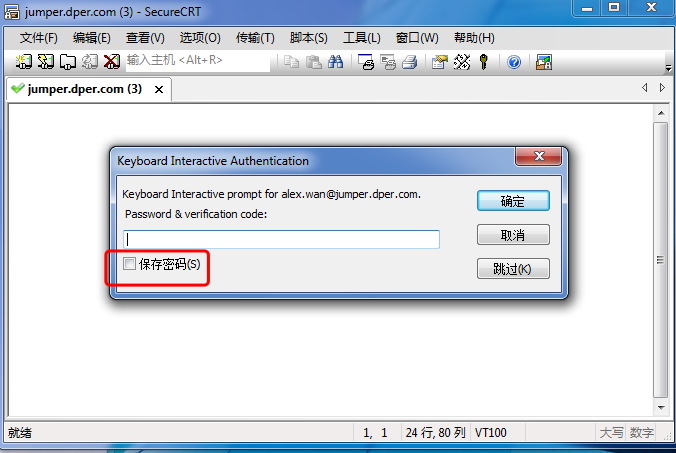 jumper.dper.com (3) - SecureCRT
文件(F) 编辑(E) 查看(V) 选项(O) 传输(T) 脚本(S) 工具(L) 窗口(W) 帮助(H)
输入主机 <Alt+R>
jumper.dper.com (3)
Keyboard Interactive Authentication
Keyboard Interactive prompt for alex.wan@jumper.dper.com.
确定
Password & verification code:
取消
保存密码(S)
跳过(K)
就绪 1, 1 24 行, 80 列 VT100 大写 数字